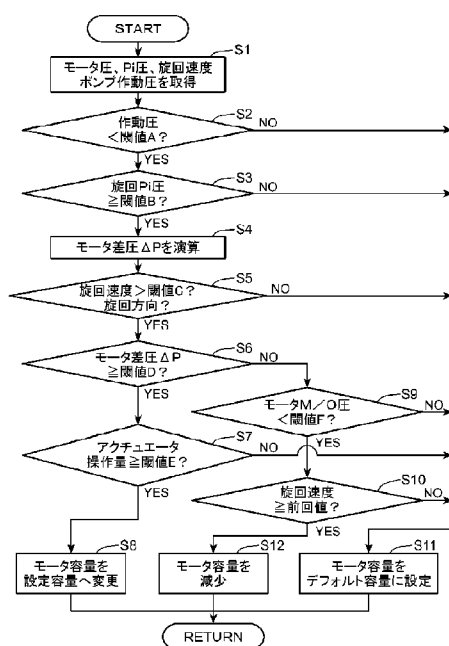 START
S1
モータ圧、Pi圧、旋回速度
ポンプ作動圧を取得
S2
作動圧
<閾値A?
NO
YES
S3
旋回Pi圧
≧閾値B?
NO
YES
S4
モータ差圧ΔPを演算
S5
旋回速度>閾値C?
旋回方向?
NO
YES
S6
モータ差圧ΔP
≧閾値D?
NO
YES
S9
モータM/O圧
<閾値F?
NO
YES
S7
アクチュエータ
操作量≧閾値E?
NO
YES
S10
旋回速度
≧前回値?
NO
YES
S8
モータ容量を
設定容量へ変更
S12
モータ容量を
減少
S11
モータ容量を
デフォルト容量に設定
RETURN